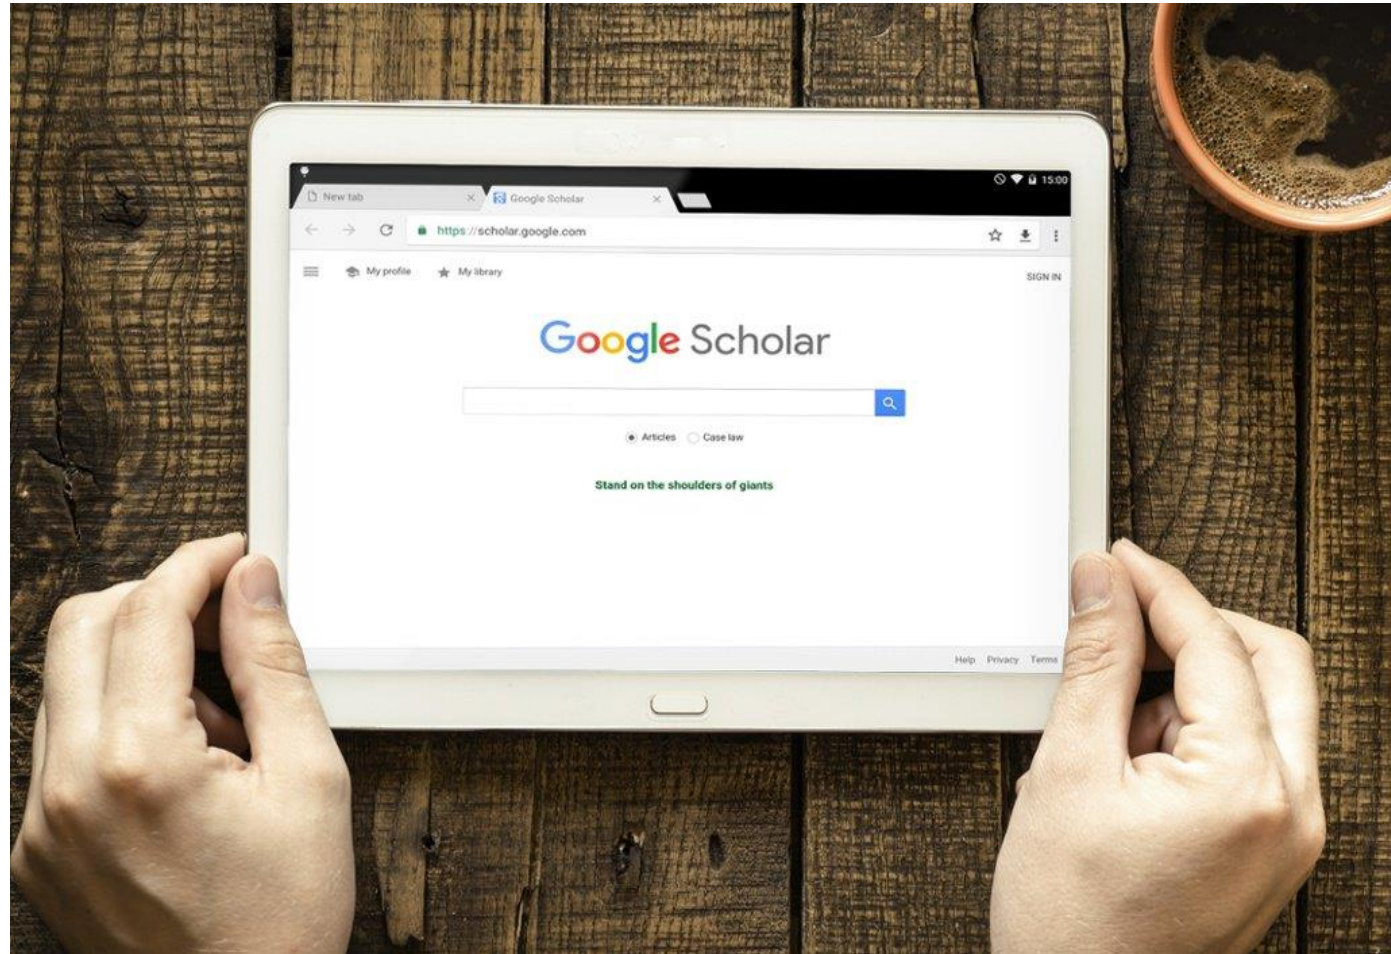 15:00
New tab
Google Scholar
https://scholar.google.com
My profile
My library
SIGN IN
Google Scholar
Articles
Case law
Stand on the shoulders of giants
Help Privacy Terms